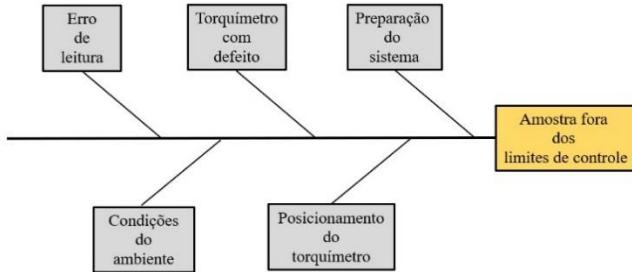 Erro
de
leitura
Torquímetro
com
defeito
Preparação
do
sistema
Amostra fora
dos
limites de controle
Condições
do
ambiente
Posicionamento
do
torquímetro